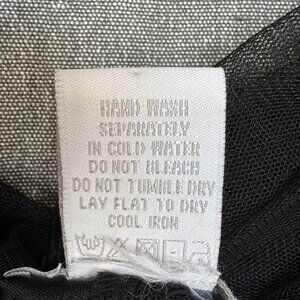 HAND WASH
SEPARATELY
IN COLD WATER
DO NOT BLEACH
DO NOT TUMBLE DRY
LAY FLAT TO DRY
COOL IRON